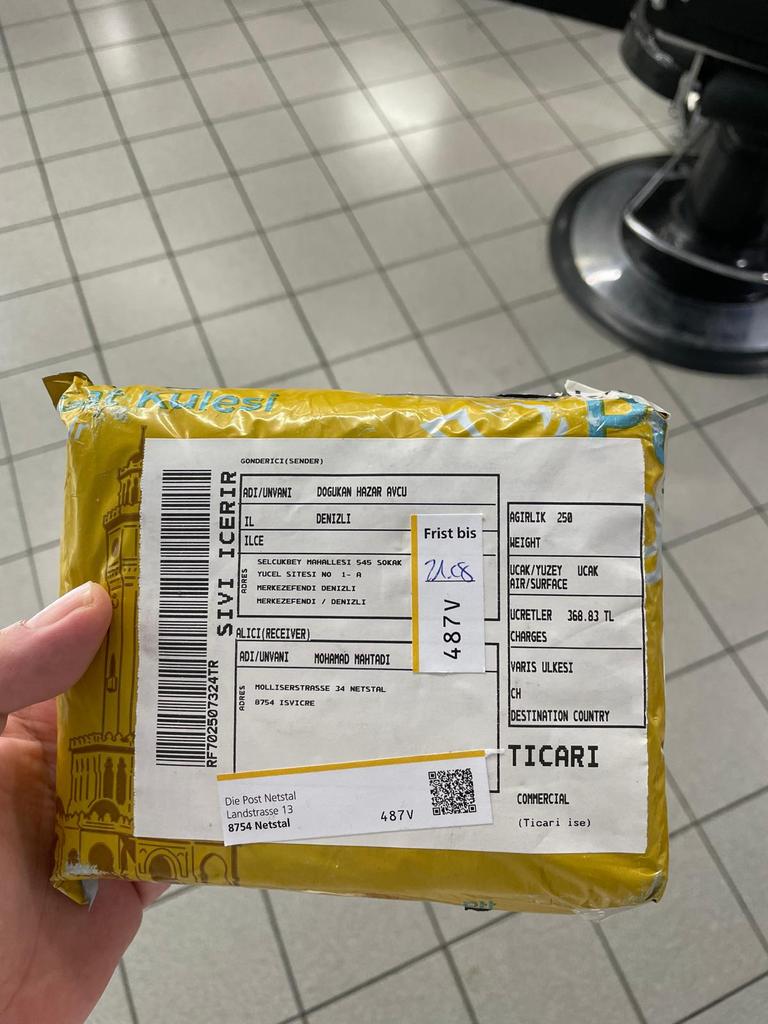 Kulesi
P
GONDERICI(SENDER)
ADI/UNVANI DOGUKAN HAZAR AVCU
IL DENIZLI
ILCE
ADRES
SELCUKBEY MAHALLESI 545 SOKAK
YUCEL SITESI NO 1- A
MERKEZEFENDI DENIZLI
MERKEZEFENDI / DENIZLI
ALICI(RECEIVER)
ADI/UNVANI MOHAMAD MAHTADI
ADRES
MOLLISERSTRASSE 34 NETSTAL
8754 ISVICRE
SIVI ICERIR
RF702507324TR
Frist bis
21.08
487V
AGIRLIK 250
WEIGHT
UCAK/YUZEY UCAK
AIR/SURFACE
UCRETLER 368.83 TL
CHARGES
VARIS ULKESI
CH
DESTINATION COUNTRY
TICARI
COMMERCIAL
(Ticari ise)
Die Post Netstal
Landstrasse 13
8754 Netstal
487V